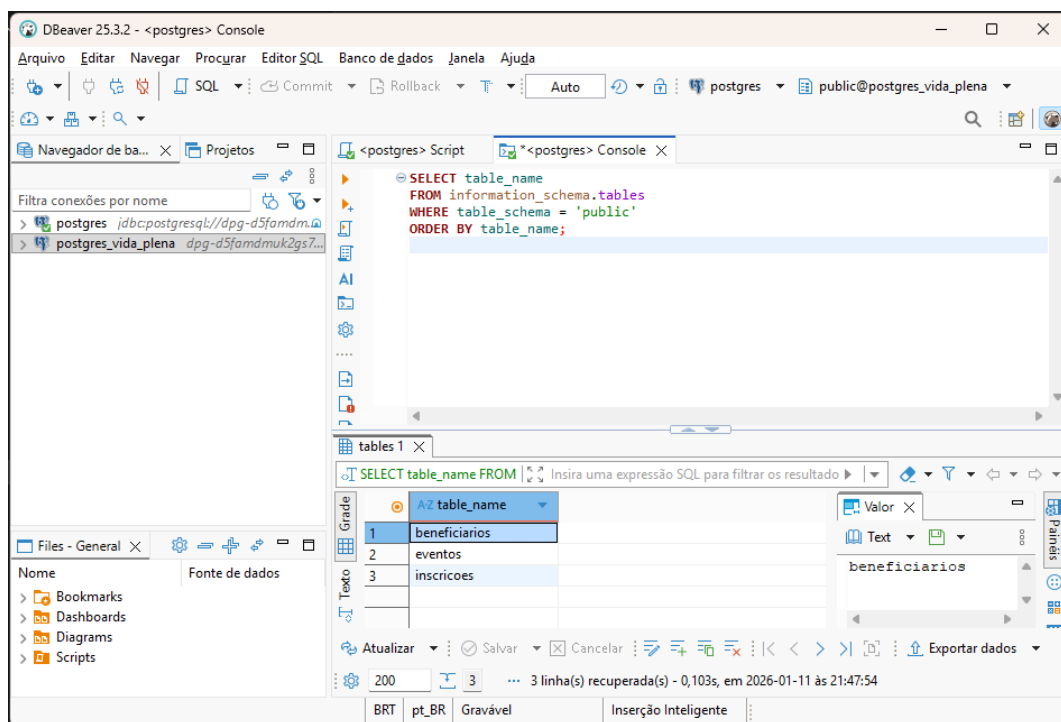 DBeaver 25.3.2 - <postgres> Console
Arquivo Editar Navegar Procurar Editor SQL Banco de dados Janela Ajuda
SQL Commit Rollback Auto postgres public@postgres_vida_plena
Navegador de ba... Projetos
Filtra conexões por nome
postgres jdbc:postgresql://dpg-d5famdm.
postgres_vida_plena dpg-d5famdmuk2gs7...
<postgres> Script *<postgres> Console
SELECT table_name
FROM information_schema.tables
WHERE table_schema = 'public'
ORDER BY table_name;
AI
tables 1
SELECT table_name FROM Insira uma expressão SQL para filtrar os resultado
Grade
Texto
A-Z table_name
1 beneficiarios
2 eventos
3 inscricoes
Valor
Text
beneficiarios
Painéis
Files - General
Nome Fonte de dados
Bookmarks
Dashboards
Diagrams
Scripts
Atualizar Salvar Cancelar Exportar dados
200 3 ... 3 linha(s) recuperada(s) - 0,103s, em 2026-01-11 às 21:47:54
BRT pt_BR Gravável Inserção Inteligente